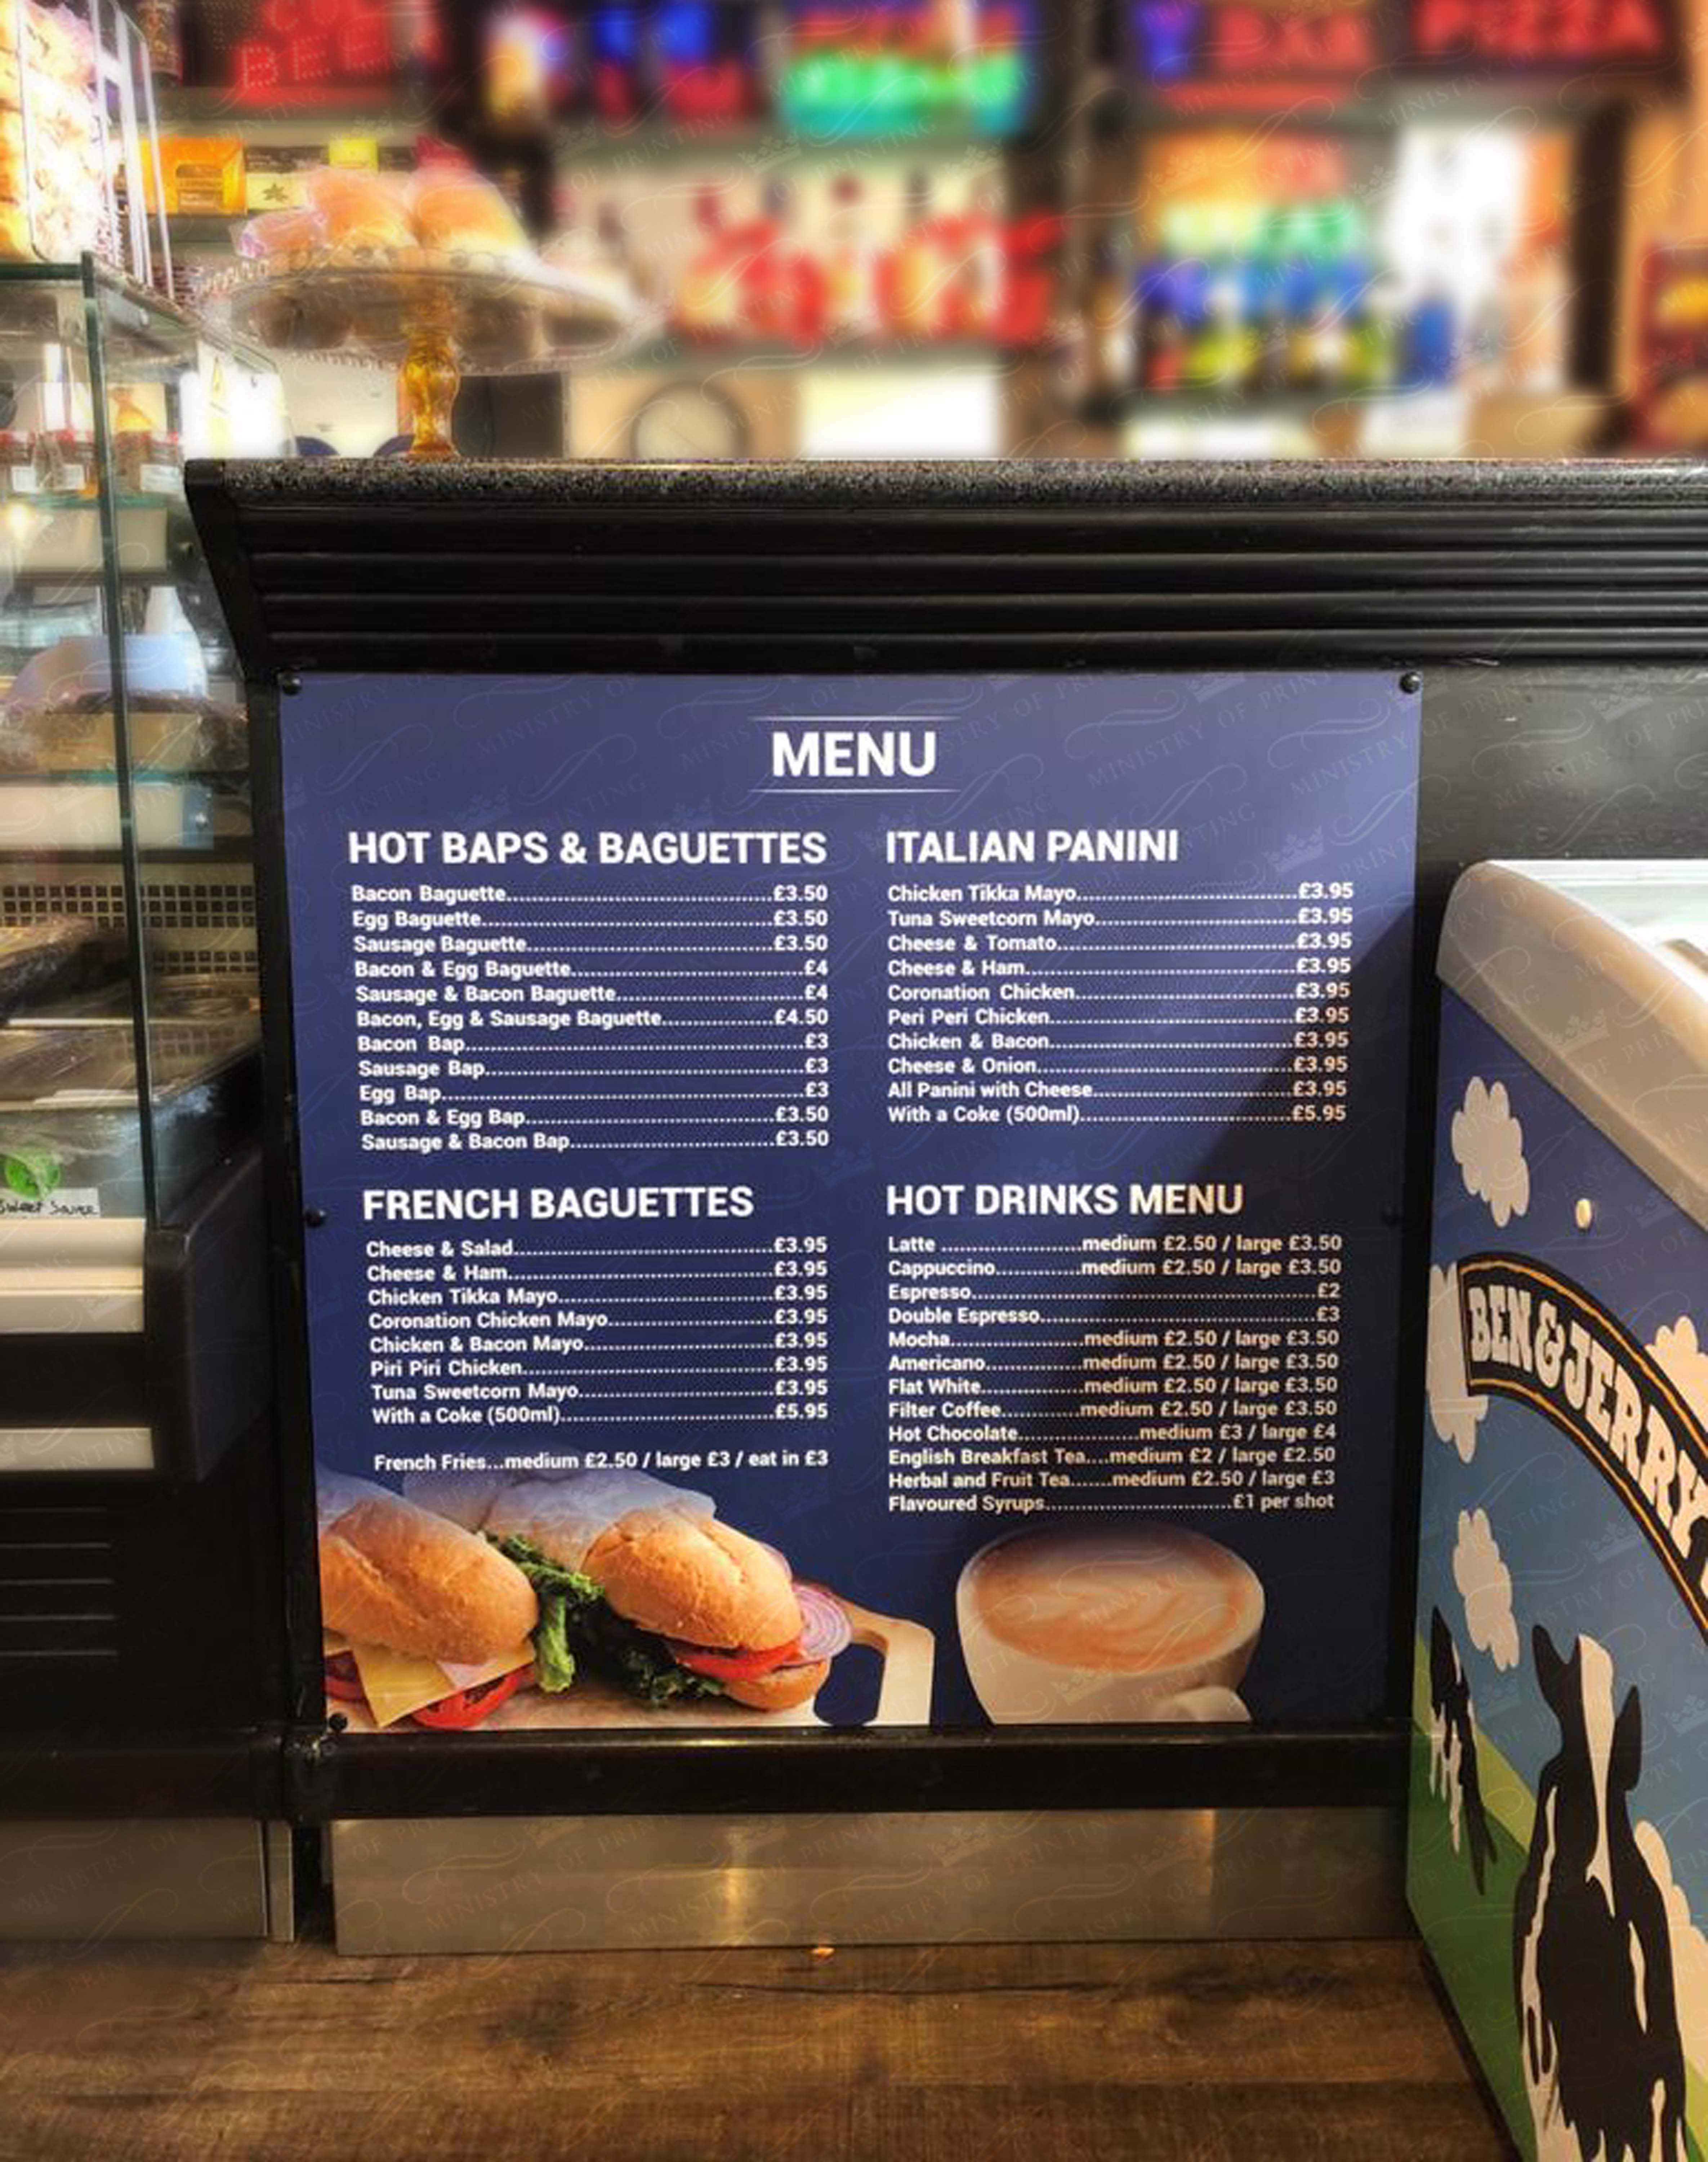 PIZZA
MENU
HOT BAPS & BAGUETTES
Bacon Baguette....................£3.50
Egg Baguette....................£3.50
Sausage Baguette....................£3.50
Bacon & Egg Baguette....................£4
Sausage & Bacon Baguette....................£4
Bacon, Egg & Sausage Baguette....................£4.50
Bacon Bap....................£3
Sausage Bap....................£3
Egg Bap....................£3
Bacon & Egg Bap....................£3.50
Sausage & Bacon Bap....................£3.50
FRENCH BAGUETTES
Cheese & Salad....................£3.95
Cheese & Ham....................£3.95
Chicken Tikka Mayo....................£3.95
Coronation Chicken Mayo....................£3.95
Chicken & Bacon Mayo....................£3.95
Piri Piri Chicken....................£3.95
Tuna Sweetcorn Mayo....................£3.95
With a Coke (500ml)....................£5.95
French Fries...medium £2.50 / large £3 / eat in £3
ITALIAN PANINI
Chicken Tikka Mayo....................£3.95
Tuna Sweetcorn Mayo....................£3.95
Cheese & Tomato....................£3.95
Cheese & Ham....................£3.95
Coronation Chicken....................£3.95
Peri Peri Chicken....................£3.95
Chicken & Bacon....................£3.95
Cheese & Onion....................£3.95
All Panini with Cheese....................£3.95
With a Coke (500ml)....................£5.95
HOT DRINKS MENU
Latte ....................medium £2.50 / large £3.50
Cappuccino............medium £2.50 / large £3.50
Espresso....................£2
Double Espresso....................£3
Mocha....................medium £2.50 / large £3.50
Americano..............medium £2.50 / large £3.50
Flat White...............medium £2.50 / large £3.50
Filter Coffee............medium £2.50 / large £3.50
Hot Chocolate..................medium £3 / large £4
English Breakfast Tea....medium £2 / large £2.50
Herbal and Fruit Tea.......medium £2.50 / large £3
Flavoured Syrups....................£1 per shot
Sweet
BEN & JERRY
MINISTRY OF PRINTING